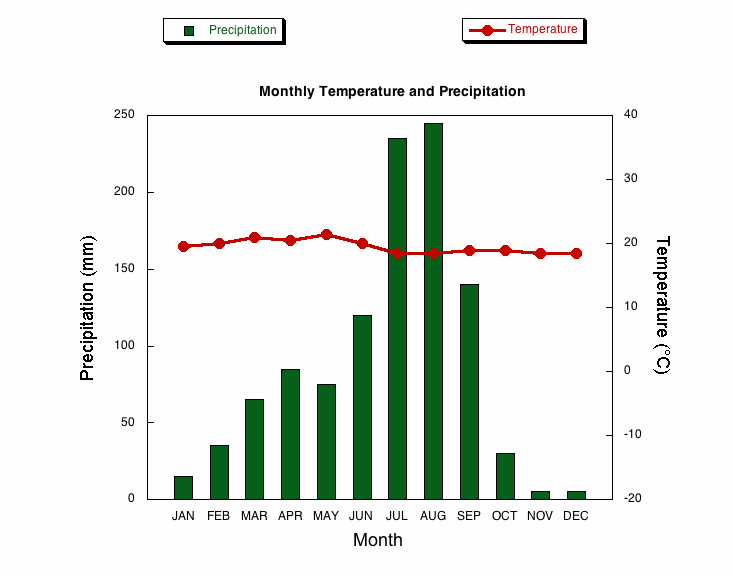 Precipitation
Temperature
Monthly Temperature and Precipitation
250
200
150
100
50
0
Precipitation (mm)
40
30
20
10
0
-10
-20
Temperature (°C)
JAN FEB MAR APR MAY JUN JUL AUG SEP OCT NOV DEC
Month